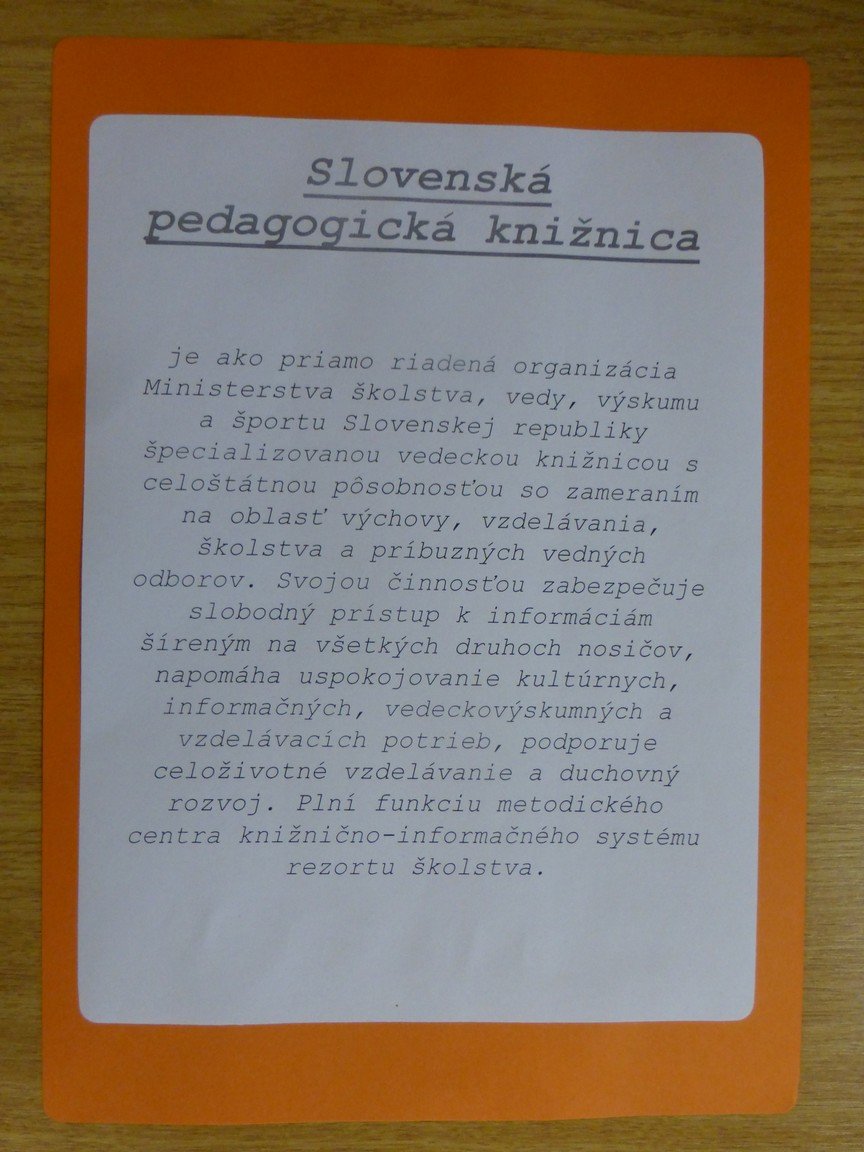 Slovenská
pedagogická knižnica
je ako priamo riadená organizácia
Ministerstva školstva, vedy, výskumu
a športu Slovenskej republiky
špecializovanou vedeckou knižnicou s
celoštátnou pôsobnosťou so zameraním
na oblasť výchovy, vzdelávania,
školstva a príbuzných vedných
odborov. Svojou činnosťou zabezpečuje
slobodný prístup k informáciám
šíreným na všetkých druhoch nosičov,
napomáha uspokojovanie kultúrnych,
informačných, vedeckovýskumných a
vzdelávacích potrieb, podporuje
celoživotné vzdelávanie a duchovný
rozvoj. Plní funkciu metodického
centra knižnično-informačného systému
rezortu školstva.